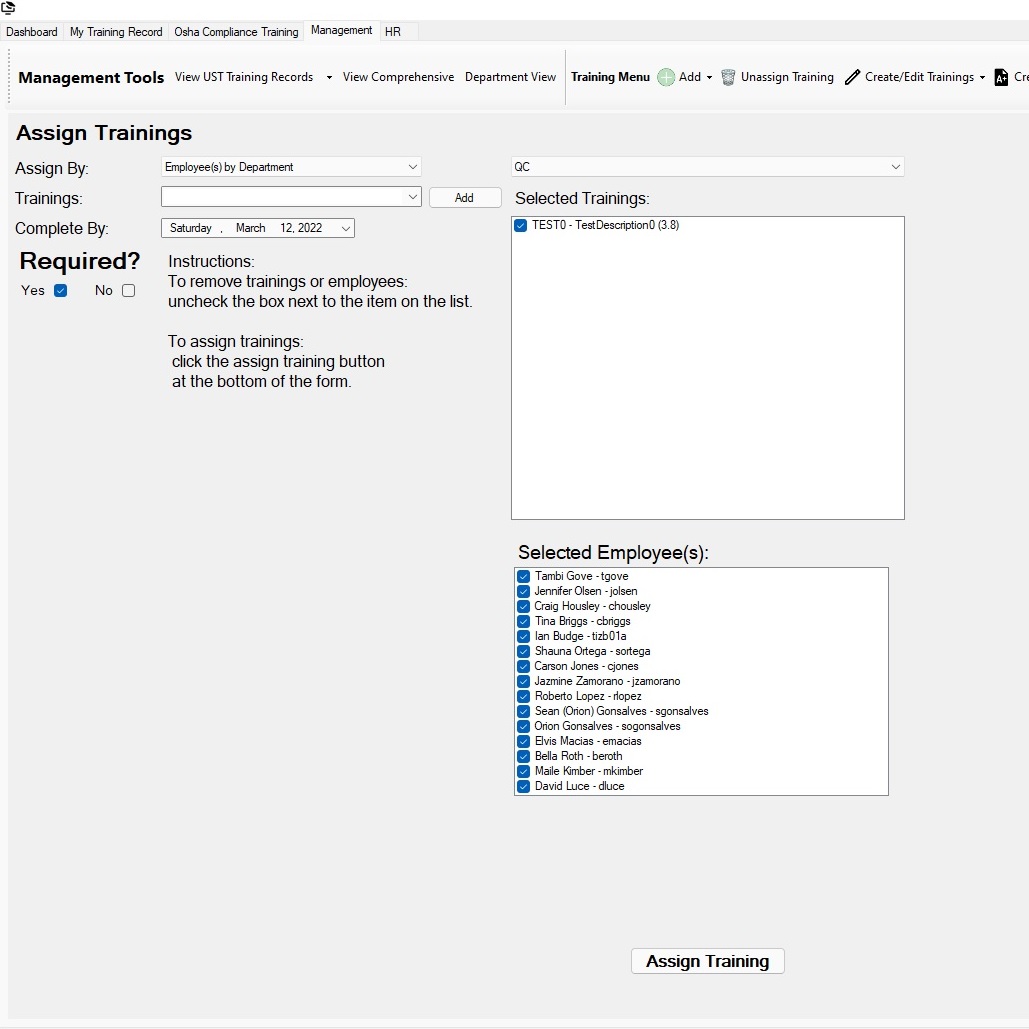 Dashboard My Training Record Osha Compliance Training Management HR
Management Tools View UST Training Records View Comprehensive Department View Training Menu Add Unassign Training Create/Edit Trainings A+ Cre
Assign Trainings
Assign By: Employee(s) by Department QC
Trainings: Add Selected Trainings:
Complete By: Saturday , March 12, 2022
TEST0 - TestDescription0 (3.8)
Required?
Yes No
Instructions:
To remove trainings or employees:
uncheck the box next to the item on the list.
To assign trainings:
click the assign training button
at the bottom of the form.
Selected Employee(s):
Tambi Gove - tgove
Jennifer Olsen - jolsen
Craig Housley - chousley
Tina Briggs - cbriggs
Ian Budge - tizb01a
Shauna Ortega - sortega
Carson Jones - cjones
Jazmine Zamorano - jzamorano
Roberto Lopez - rlopez
Sean (Orion) Gonsalves - sgonsalves
Orion Gonsalves - sogonsalves
Elvis Macias - emacias
Bella Roth - beroth
Maile Kimber - mkimber
David Luce - dluce
Assign Training